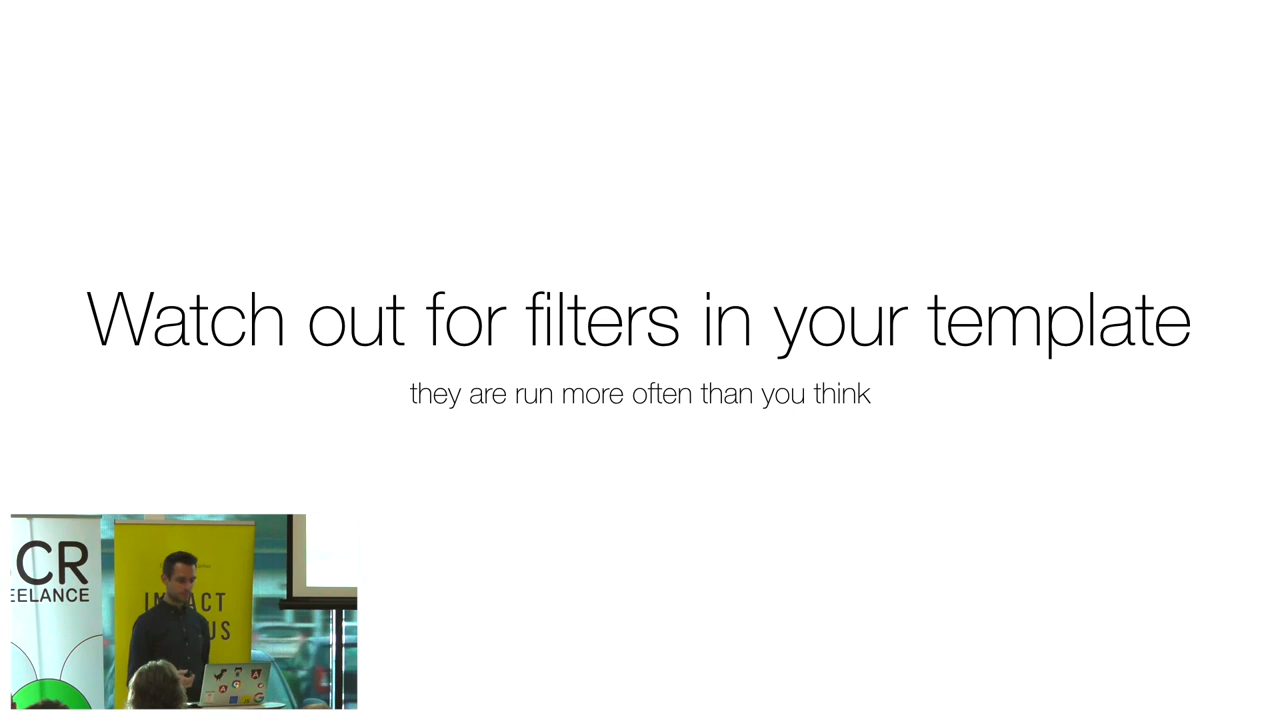 Watch out for filters in your template
they are run more often than you think
CR
EELANCE